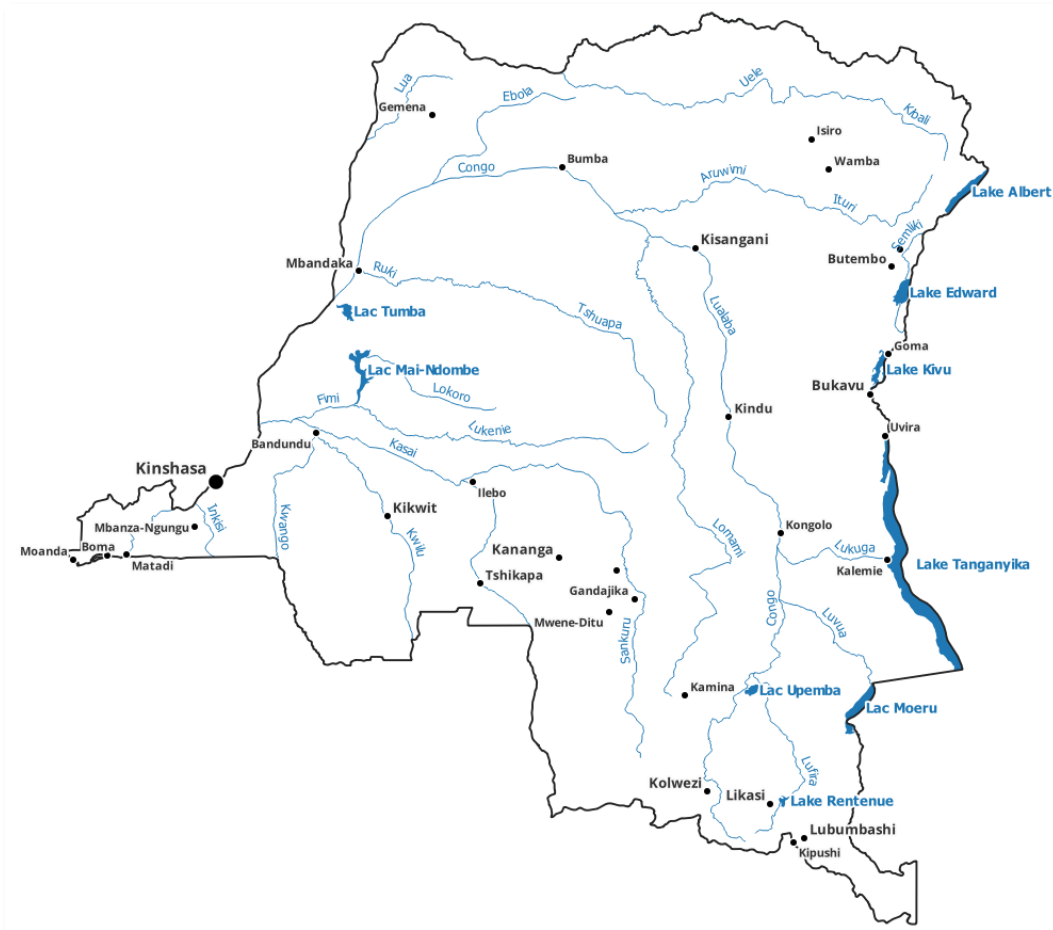 Uele
Lua
Ebola
Gemena
Kibali
Isiro
Bumba
Wamba
Congo
Aruwimi
Ituri
Lake Albert
Semliki
Kisangani
Butembo
Mbandaka
Ruki
Lake Edward
Lualaba
Lac Tumba
Tshuapa
Goma
Lac Mai-Ndombe
Lake Kivu
Bukavu
Lokoro
Fimi
Kindu
Lukenie
Uvira
Bandundu
Kasai
Kinshasa
Ilebo
Inkisi
Kwango
Kikwit
Mbanza-Ngungu
Lomami
Kongolo
Kwilu
Moanda
Boma
Matadi
Kananga
Lukuga
Kalemie
Lake Tanganyika
Tshikapa
Gandajika
Congo
Mwene-Ditu
Luvua
Sankuru
Kamina
Lac Upemba
Lac Moeru
Lufira
Kolwezi
Likasi
Lake Rentenue
Lubumbashi
Kipushi